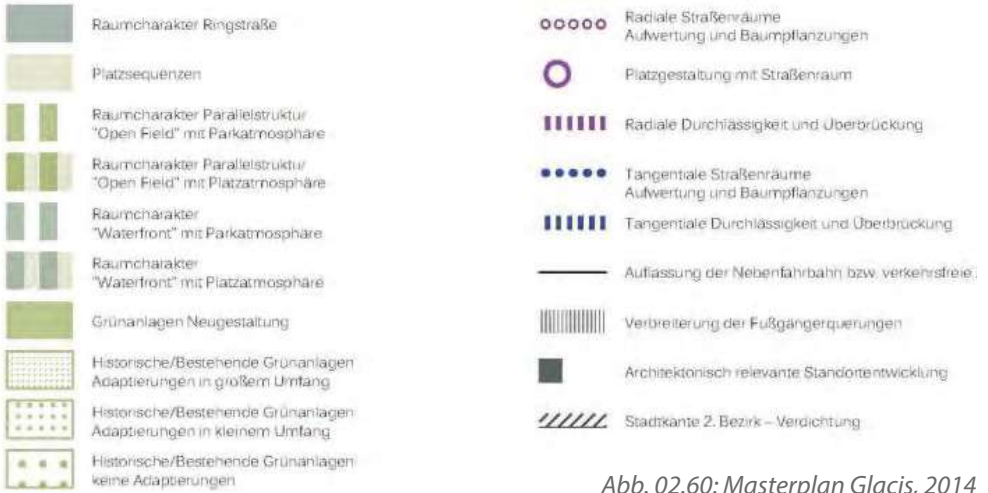 Raumcharakter Ringstraße
Platzsequenzen
Raumcharakter Parallelstruktur
"Open Field" mit Parkatmosphäre
Raumcharakter Parallelstruktur
"Open Field" mit Platzatmosphäre
Raumcharakter
"Waterfront" mit Parkatmosphäre
Raumcharakter
"Waterfront" mit Platzatmosphäre
Grünanlagen Neugestaltung
Historische/Bestehende Grünanlagen
Adaptierungen in großem Umfang
Historische/Bestehende Grünanlagen
Adaptierungen in kleinem Umfang
Historische/Bestehende Grünanlagen
keine Adaptierungen
Radiale Straßenräume
Aufwertung und Baumpflanzungen
Platzgestaltung mit Straßenraum
Radiale Durchlässigkeit und Überbrückung
Tangentiale Straßenräume
Aufwertung und Baumpflanzungen
Tangentiale Durchlässigkeit und Überbrückung
Auflassung der Nebenfahrbahn bzw. verkehrsfreie
Verbreiterung der Fußgängerquerungen
Architektonisch relevante Standortentwicklung
Stadtkante 2. Bezirk – Verdichtung
Abb. 02.60: Masterplan Glacis, 2014